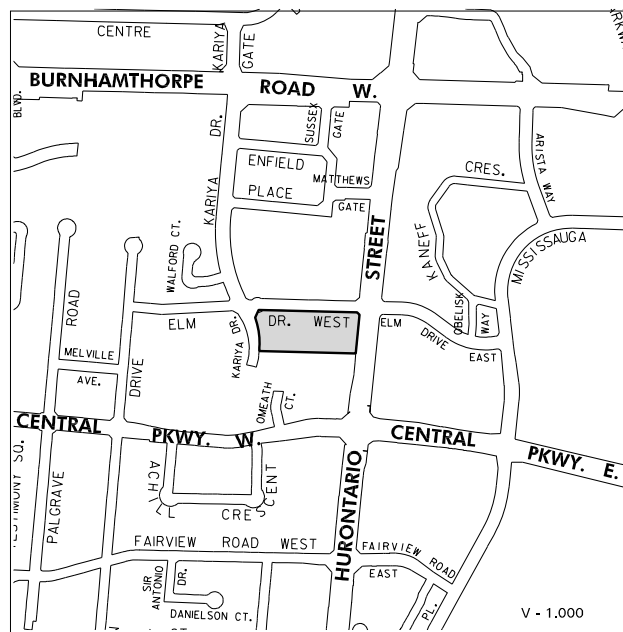 CENTRE
KARIYA
GATE
BURNHAMTHORPE ROAD W.
BLVD.
KARIYA DR.
SUSSEX GATE
ENFIELD
PLACE
MATTHEWS
GATE
CRES.
ARISTA WAY
KANEFF
MISSISSAUGA
STREET
WALFORD CT.
ROAD
ELM
DR. WEST
ELM
DRIVE
EAST
OBELISK
WAY
KARIYA DR.
MELVILLE
AVE.
DRIVE
OMEATH
CT.
CENTRAL PKWY. W.
CENTRAL
PKWY. E.
PALGRAVE
CRESCENT
HURONTARIO
FAIRVIEW ROAD WEST
FAIRVIEW ROAD
EAST
SIR
ANTONIO
DR.
DANIELSON CT.
PL.
V - 1.000